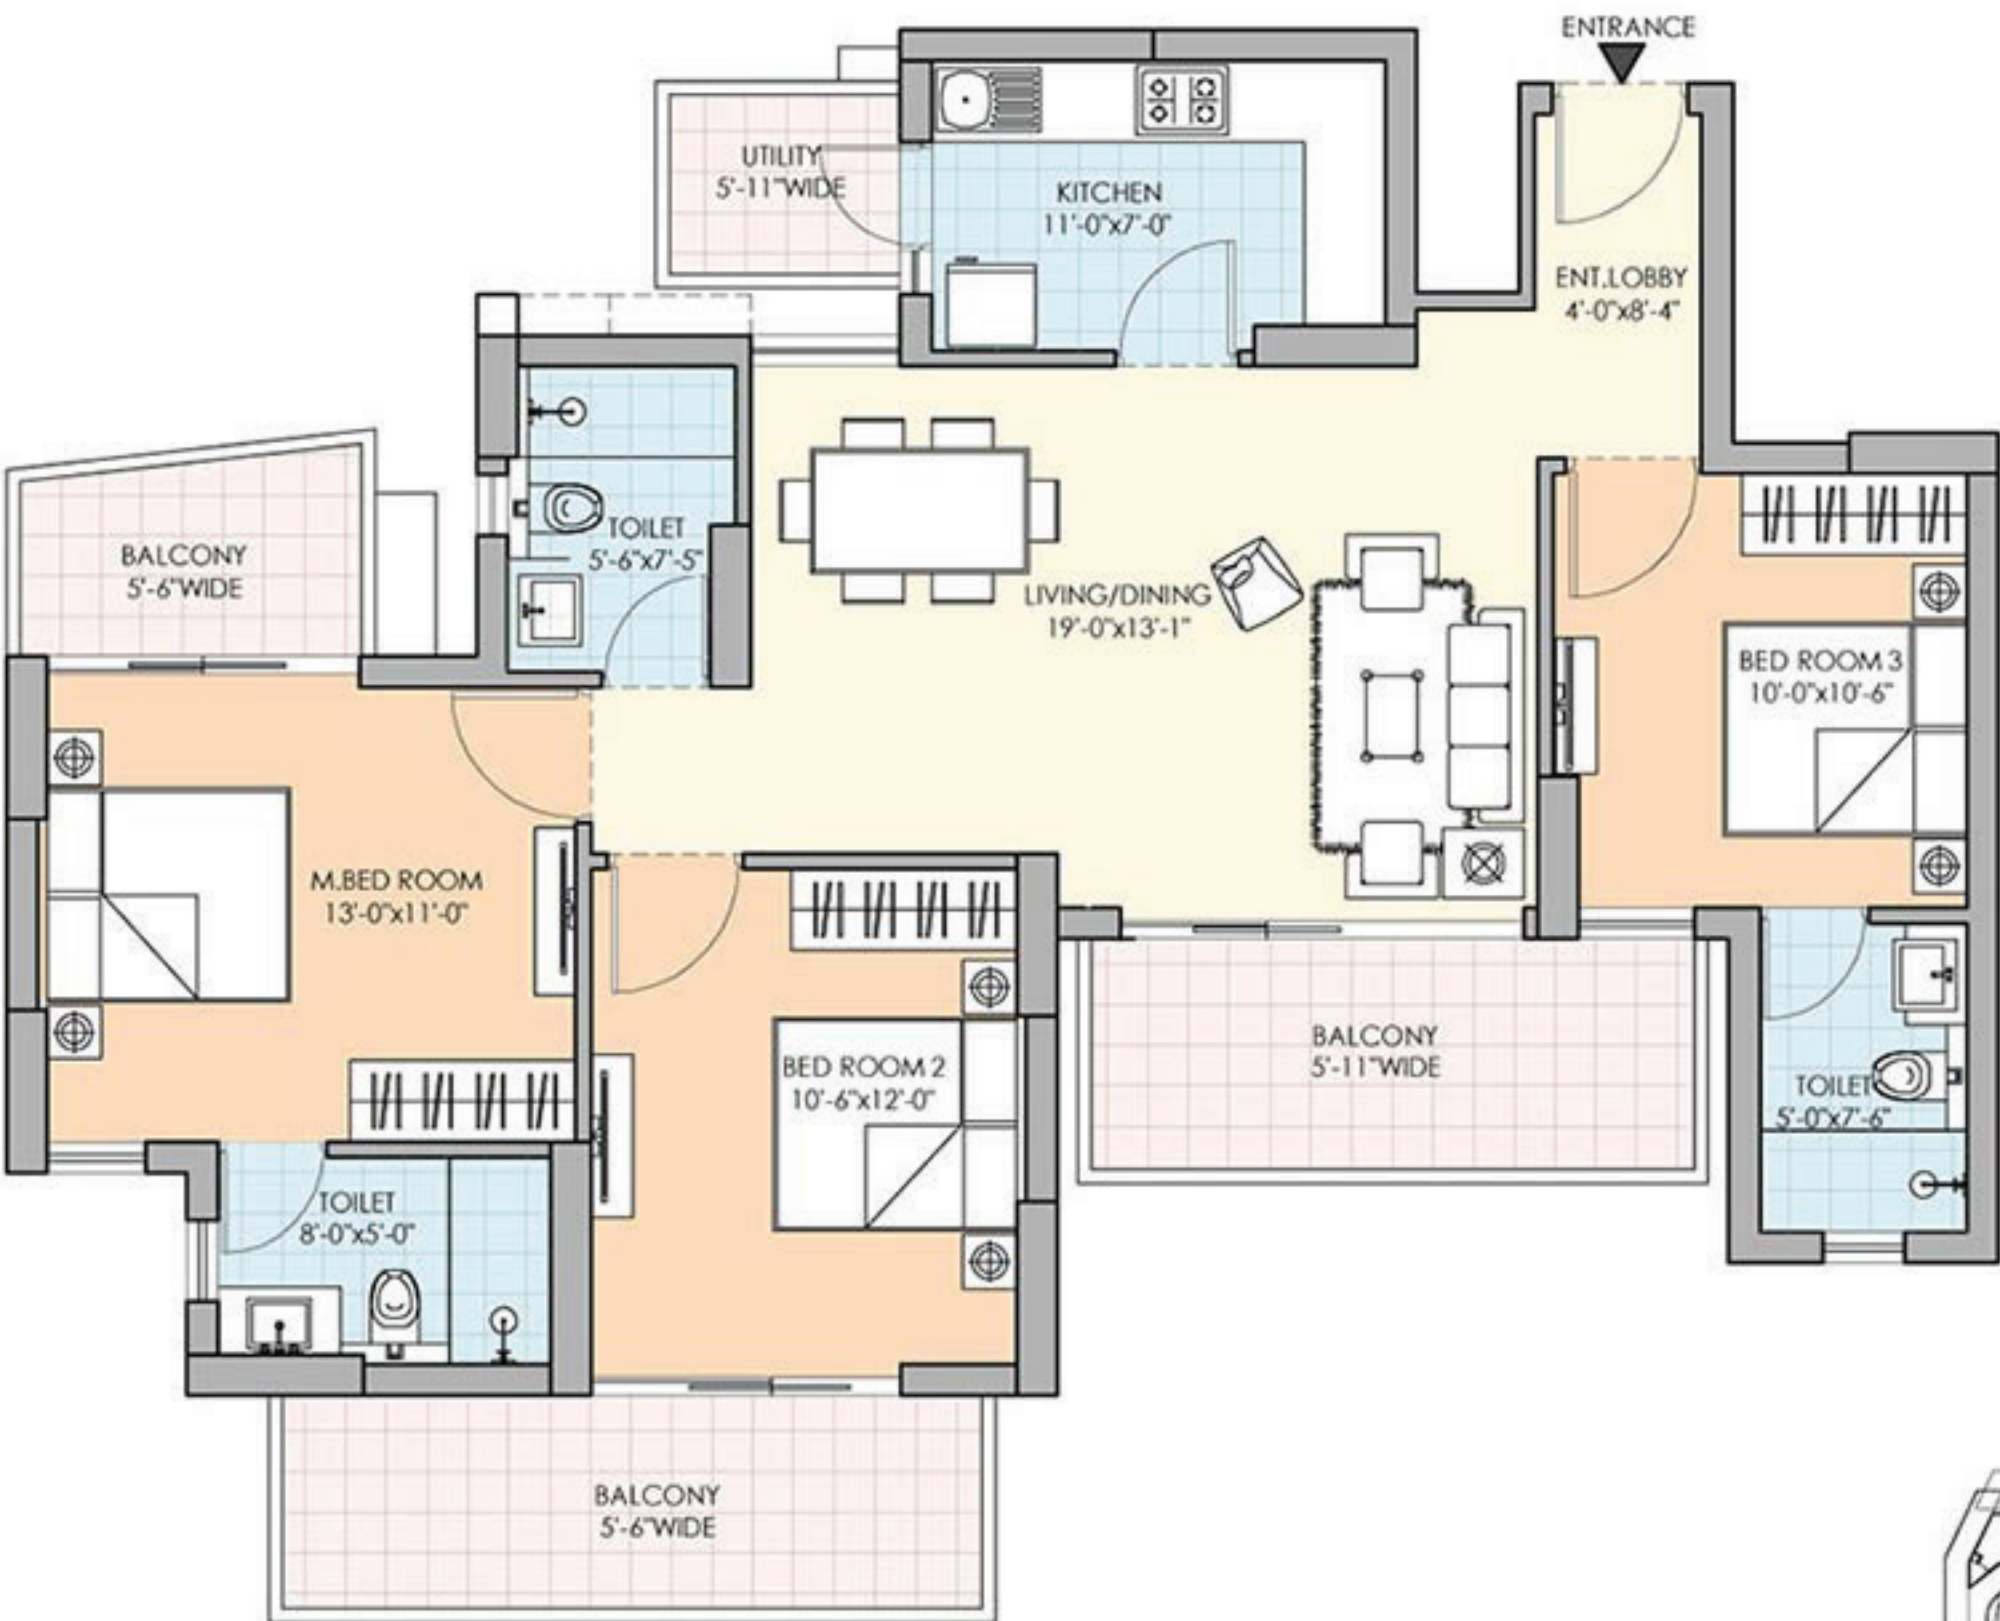 ENTRANCE
UTILITY
5'-11"WIDE
KITCHEN
11'-0"x7'-0"
ENT.LOBBY
4'-0"x8'-4"
TOILET
5'-6"x7'-5"
BALCONY
5'-6"WIDE
LIVING/DINING
19'-0"x13'-1"
BED ROOM 3
10'-0"x10'-6"
M.BED ROOM
13'-0"x11'-0"
BED ROOM 2
10'-6"x12'-0"
BALCONY
5'-11"WIDE
TOILET
5'-0"x7'-6"
TOILET
8'-0"x5'-0"
BALCONY
5'-6"WIDE